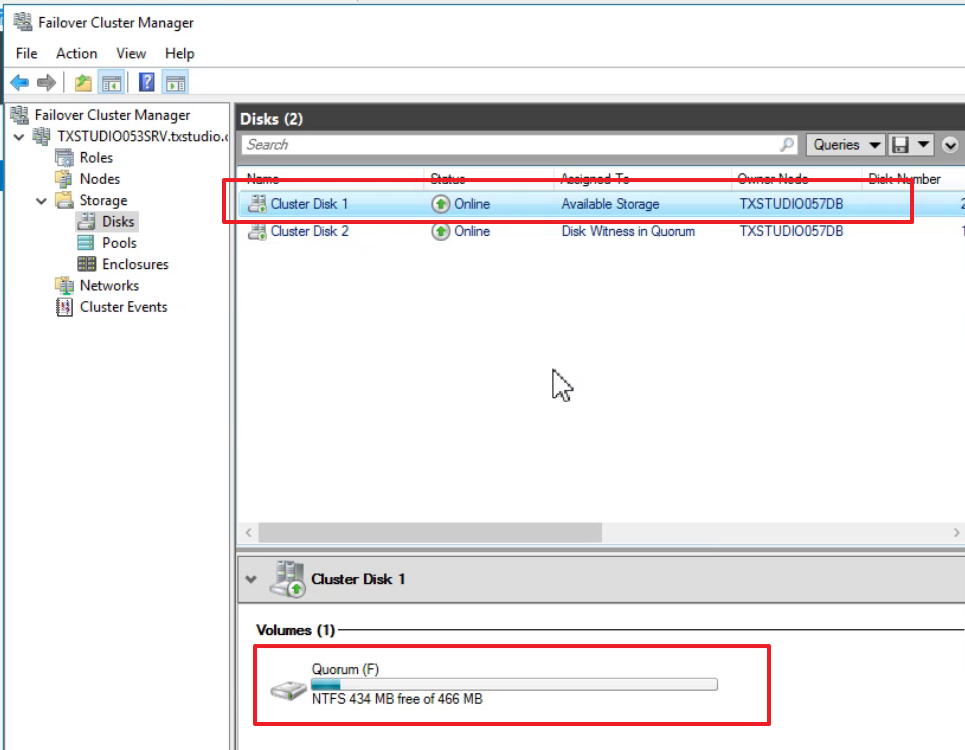 Failover Cluster Manager
File Action View Help
Failover Cluster Manager
TXSTUDIO053SRV.txstudio.
Roles
Nodes
Storage
Disks
Pools
Enclosures
Networks
Cluster Events
Disks (2)
Search Queries
Name Status Assigned To Owner Node Disk Number
Cluster Disk 1 Online Available Storage TXSTUDIO057DB 2
Cluster Disk 2 Online Disk Witness in Quorum TXSTUDIO057DB 1
Cluster Disk 1
Volumes (1)
Quorum (F)
NTFS 434 MB free of 466 MB